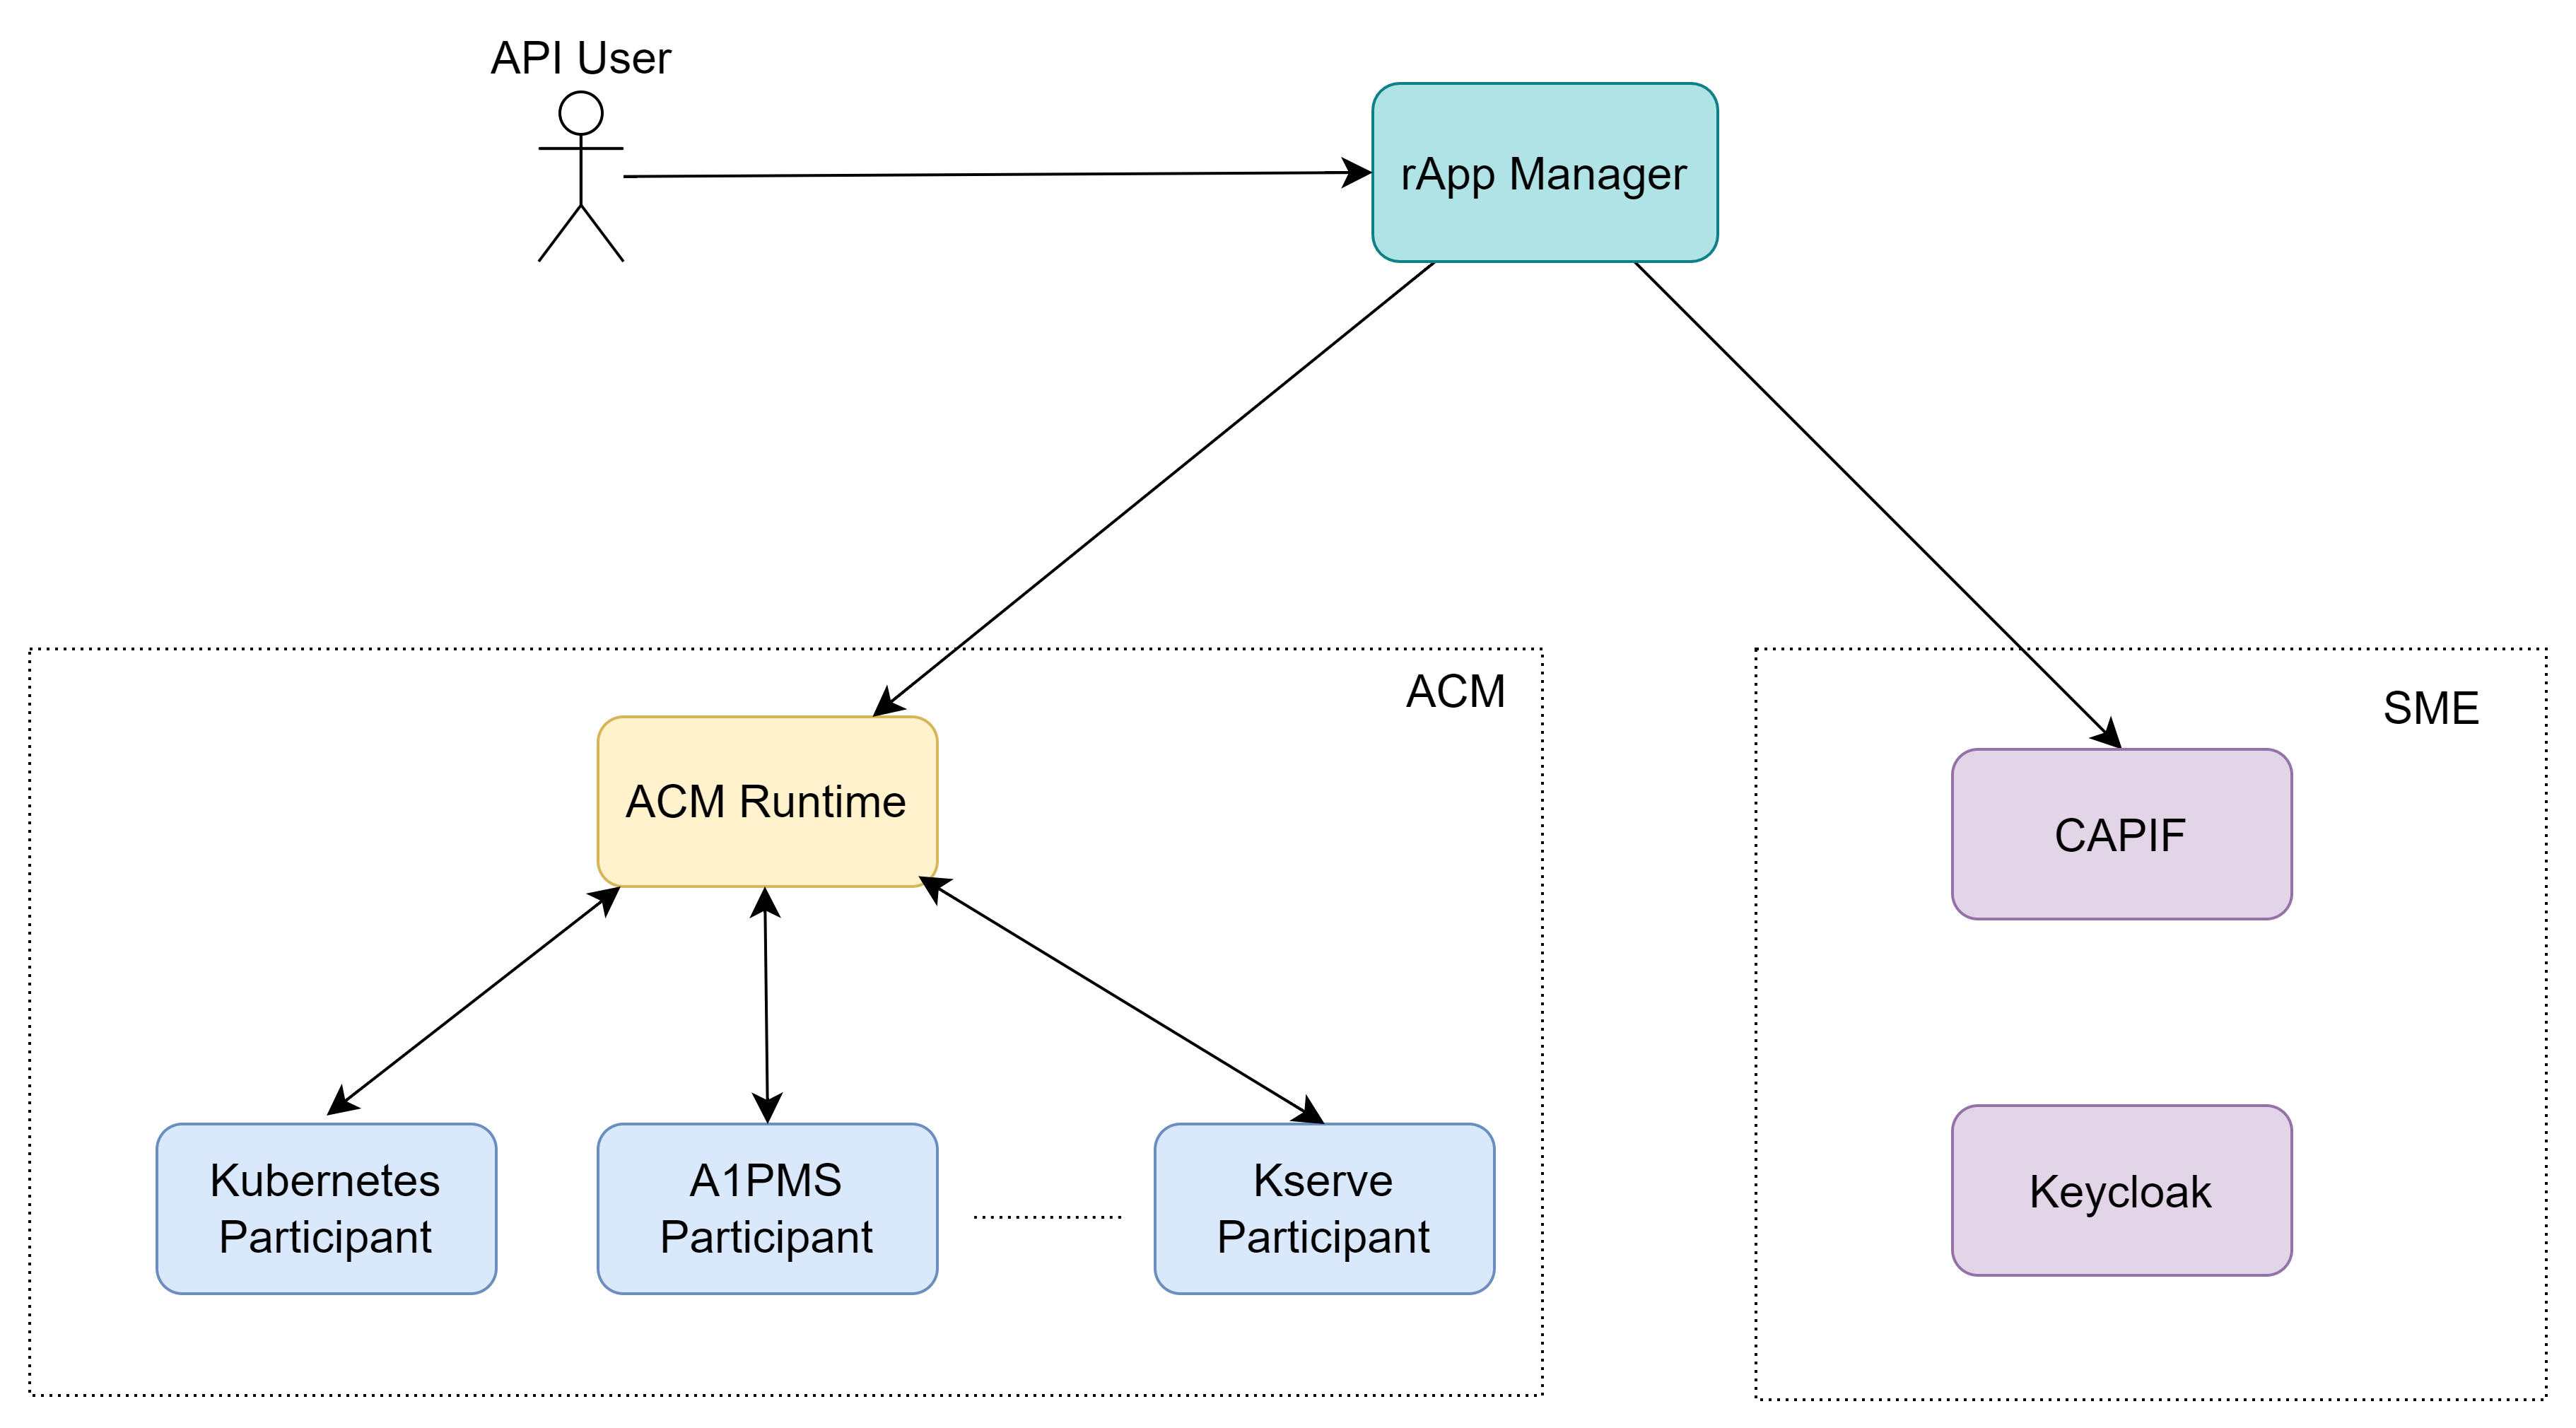 API User
rApp Manager
ACM
SME
ACM Runtime
CAPIF
Kubernetes
Participant
A1PMS
Participant
Kserve
Participant
Keycloak